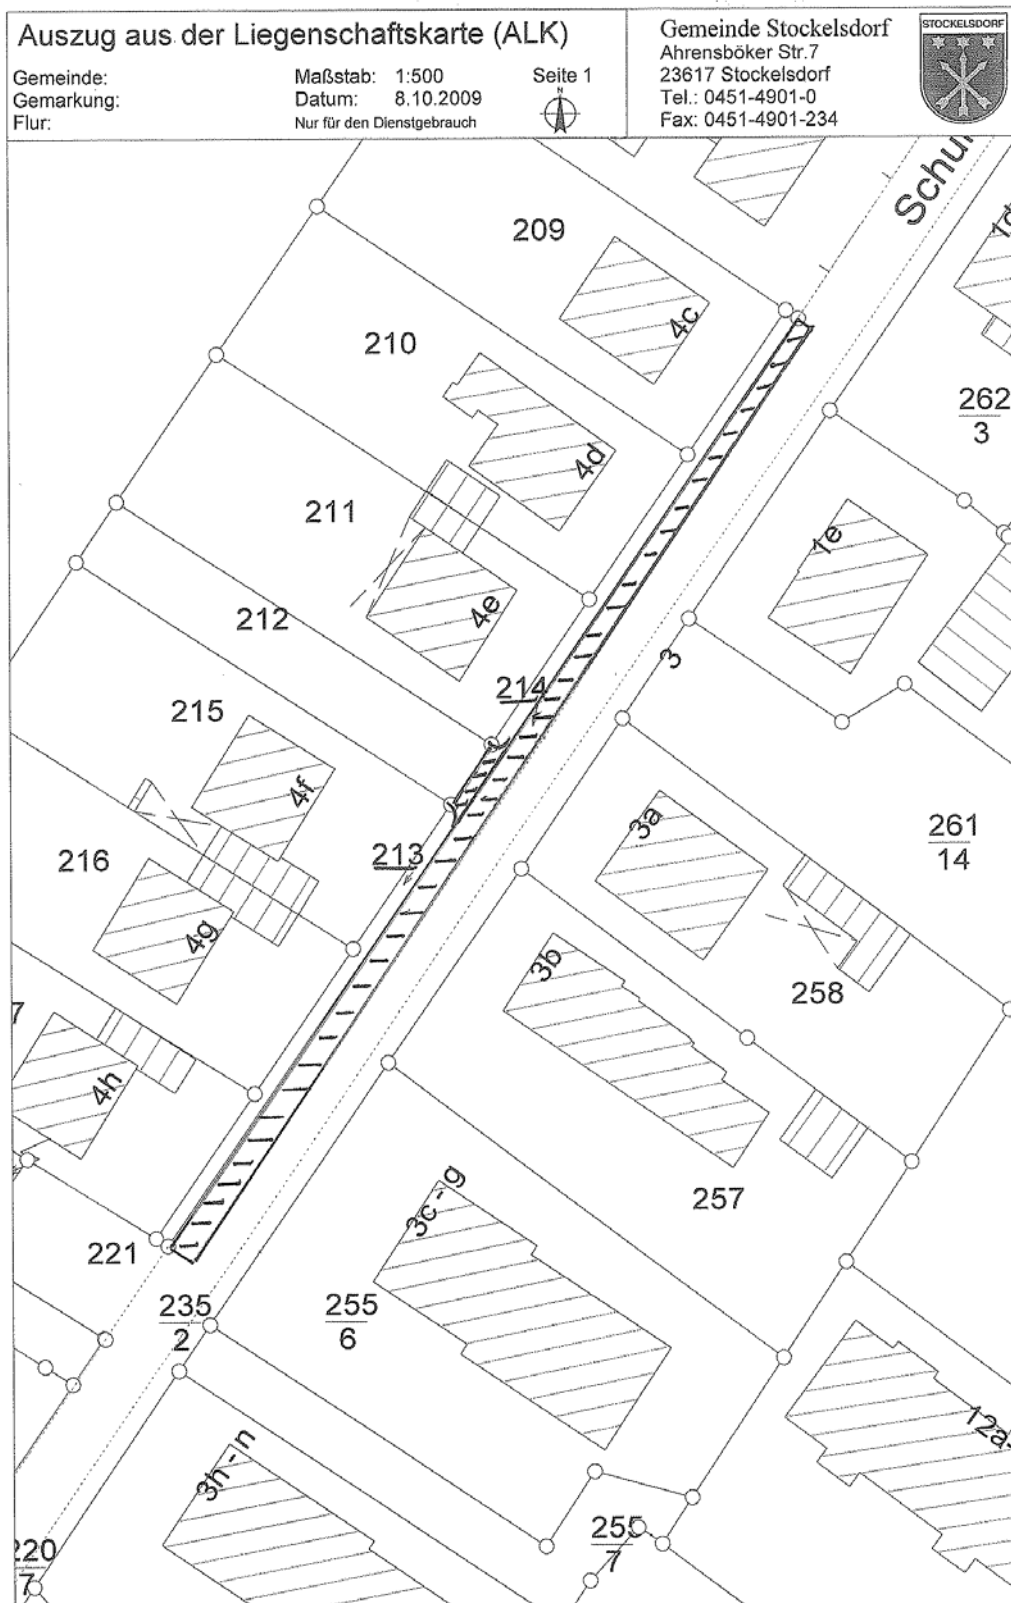 Auszug aus der Liegenschaftskarte (ALK)
Gemeinde:
Gemarkung:
Flur:
Maßstab: 1:500
Datum: 8.10.2009
Nur für den Dienstgebrauch
Seite 1
N
Gemeinde Stockelsdorf
Ahrensböker Str.7
23617 Stockelsdorf
Tel.: 0451-4901-0
Fax: 0451-4901-234
STOCKELSDORF
209
4c
1d
210
4d
262
3
211
4e
1e
212
3
214
215
4f
3a
261
14
213
216
4g
3b
258
7
4h
3c - g
257
221
235
2
255
6
12a-
3h - n
255
7
220
7